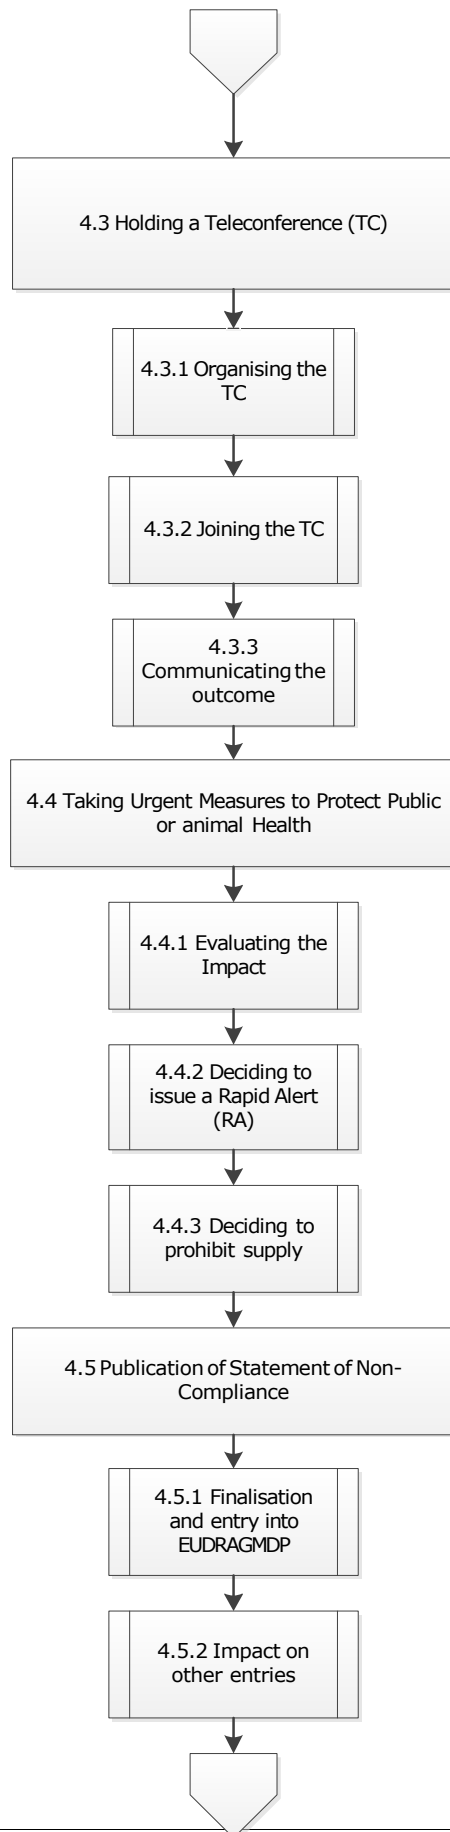 4.3 Holding a Teleconference (TC)
4.3.1 Organising the
TC
4.3.2 Joining the TC
4.3.3
Communicating the
outcome
4.4 Taking Urgent Measures to Protect Public
or animal Health
4.4.1 Evaluating the
Impact
4.4.2 Deciding to
issue a Rapid Alert
(RA)
4.4.3 Deciding to
prohibit supply
4.5 Publication of Statement of Non-
Compliance
4.5.1 Finalisation
and entry into
EUDRAGMDP
4.5.2 Impact on
other entries